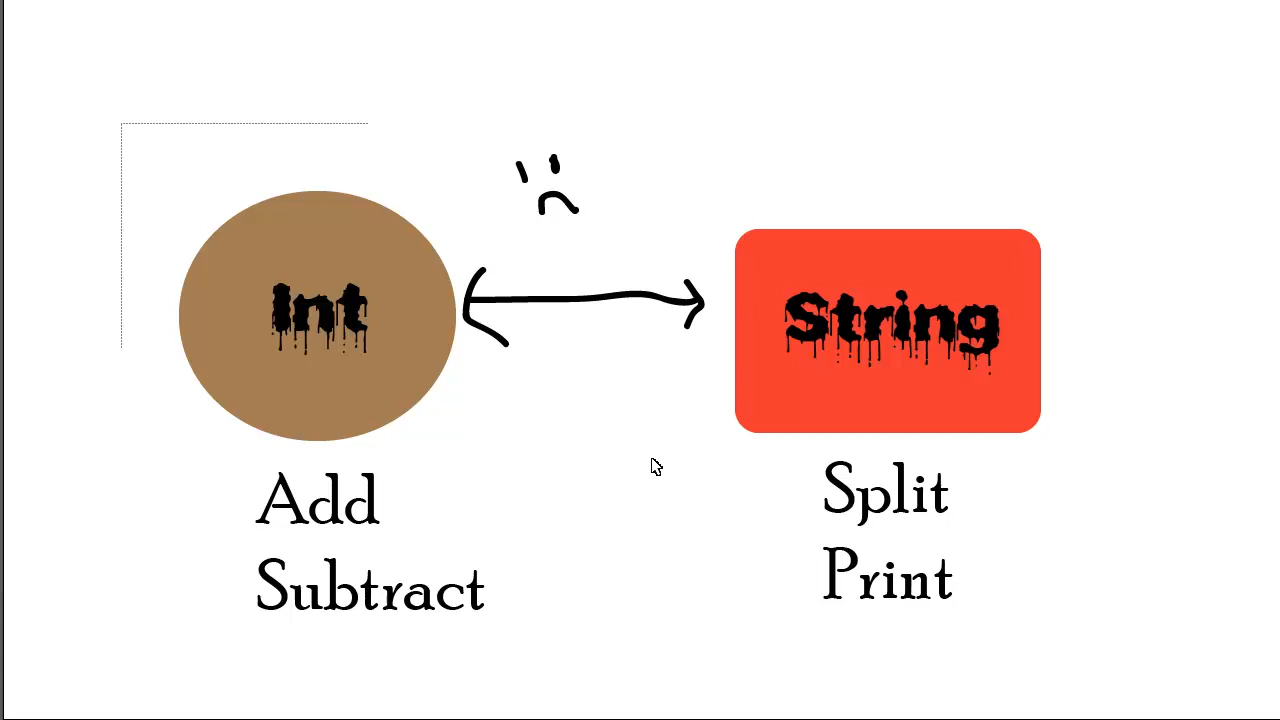 Int
String
Add
Subtract
Split
Print